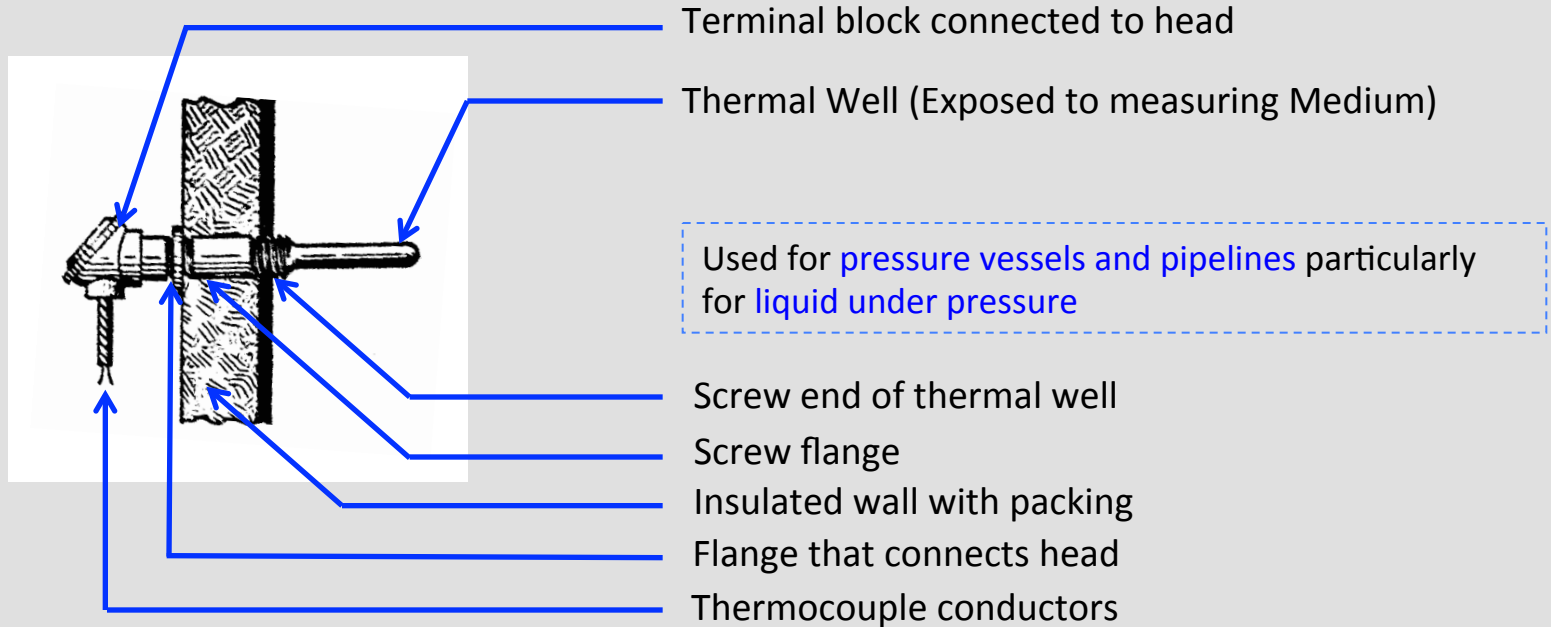 Terminal block connected to head
Thermal Well (Exposed to measuring Medium)
Used for pressure vessels and pipelines particularly
for liquid under pressure
Screw end of thermal well
Screw flange
Insulated wall with packing
Flange that connects head
Thermocouple conductors